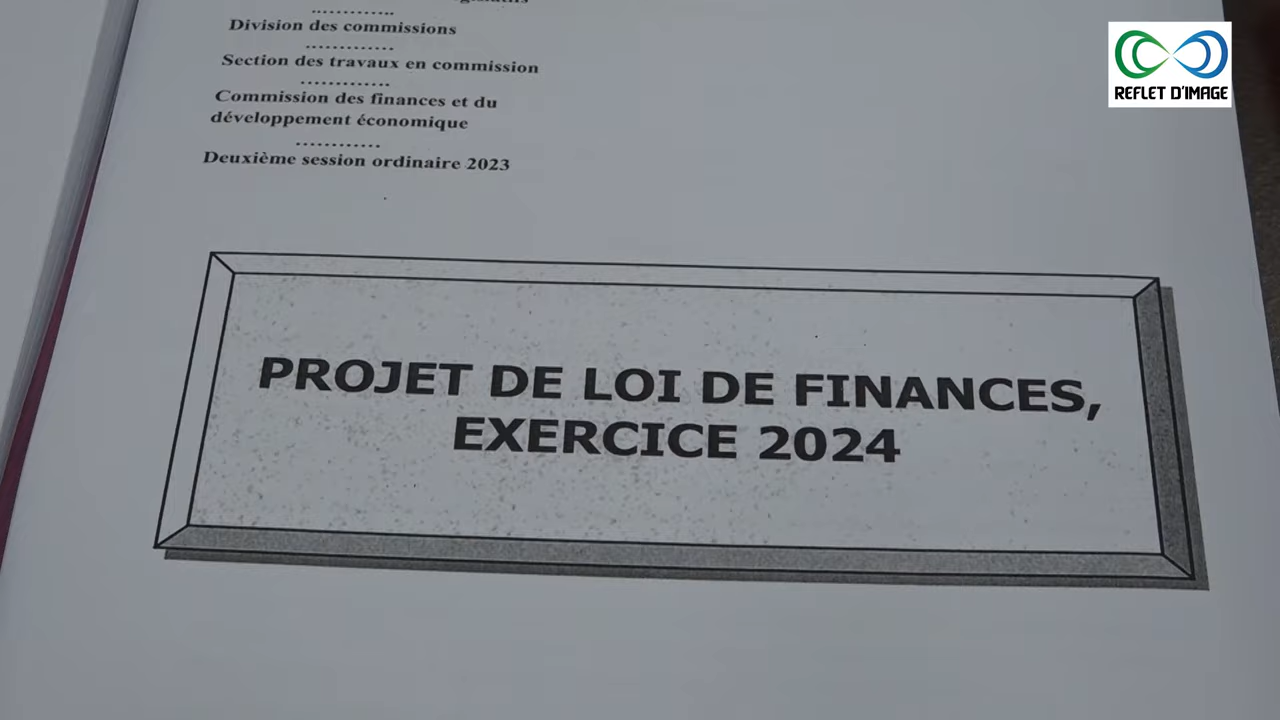 ............
Division des commissions
............
Section des travaux en commission
............
Commission des finances et du
développement économique
............
Deuxième session ordinaire 2023
PROJET DE LOI DE FINANCES,
EXERCICE 2024
REFLET D'IMAGE